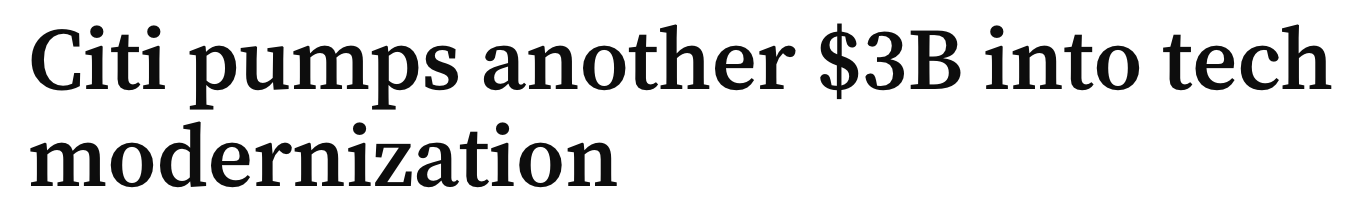 Citi pumps another $3B into tech
modernization